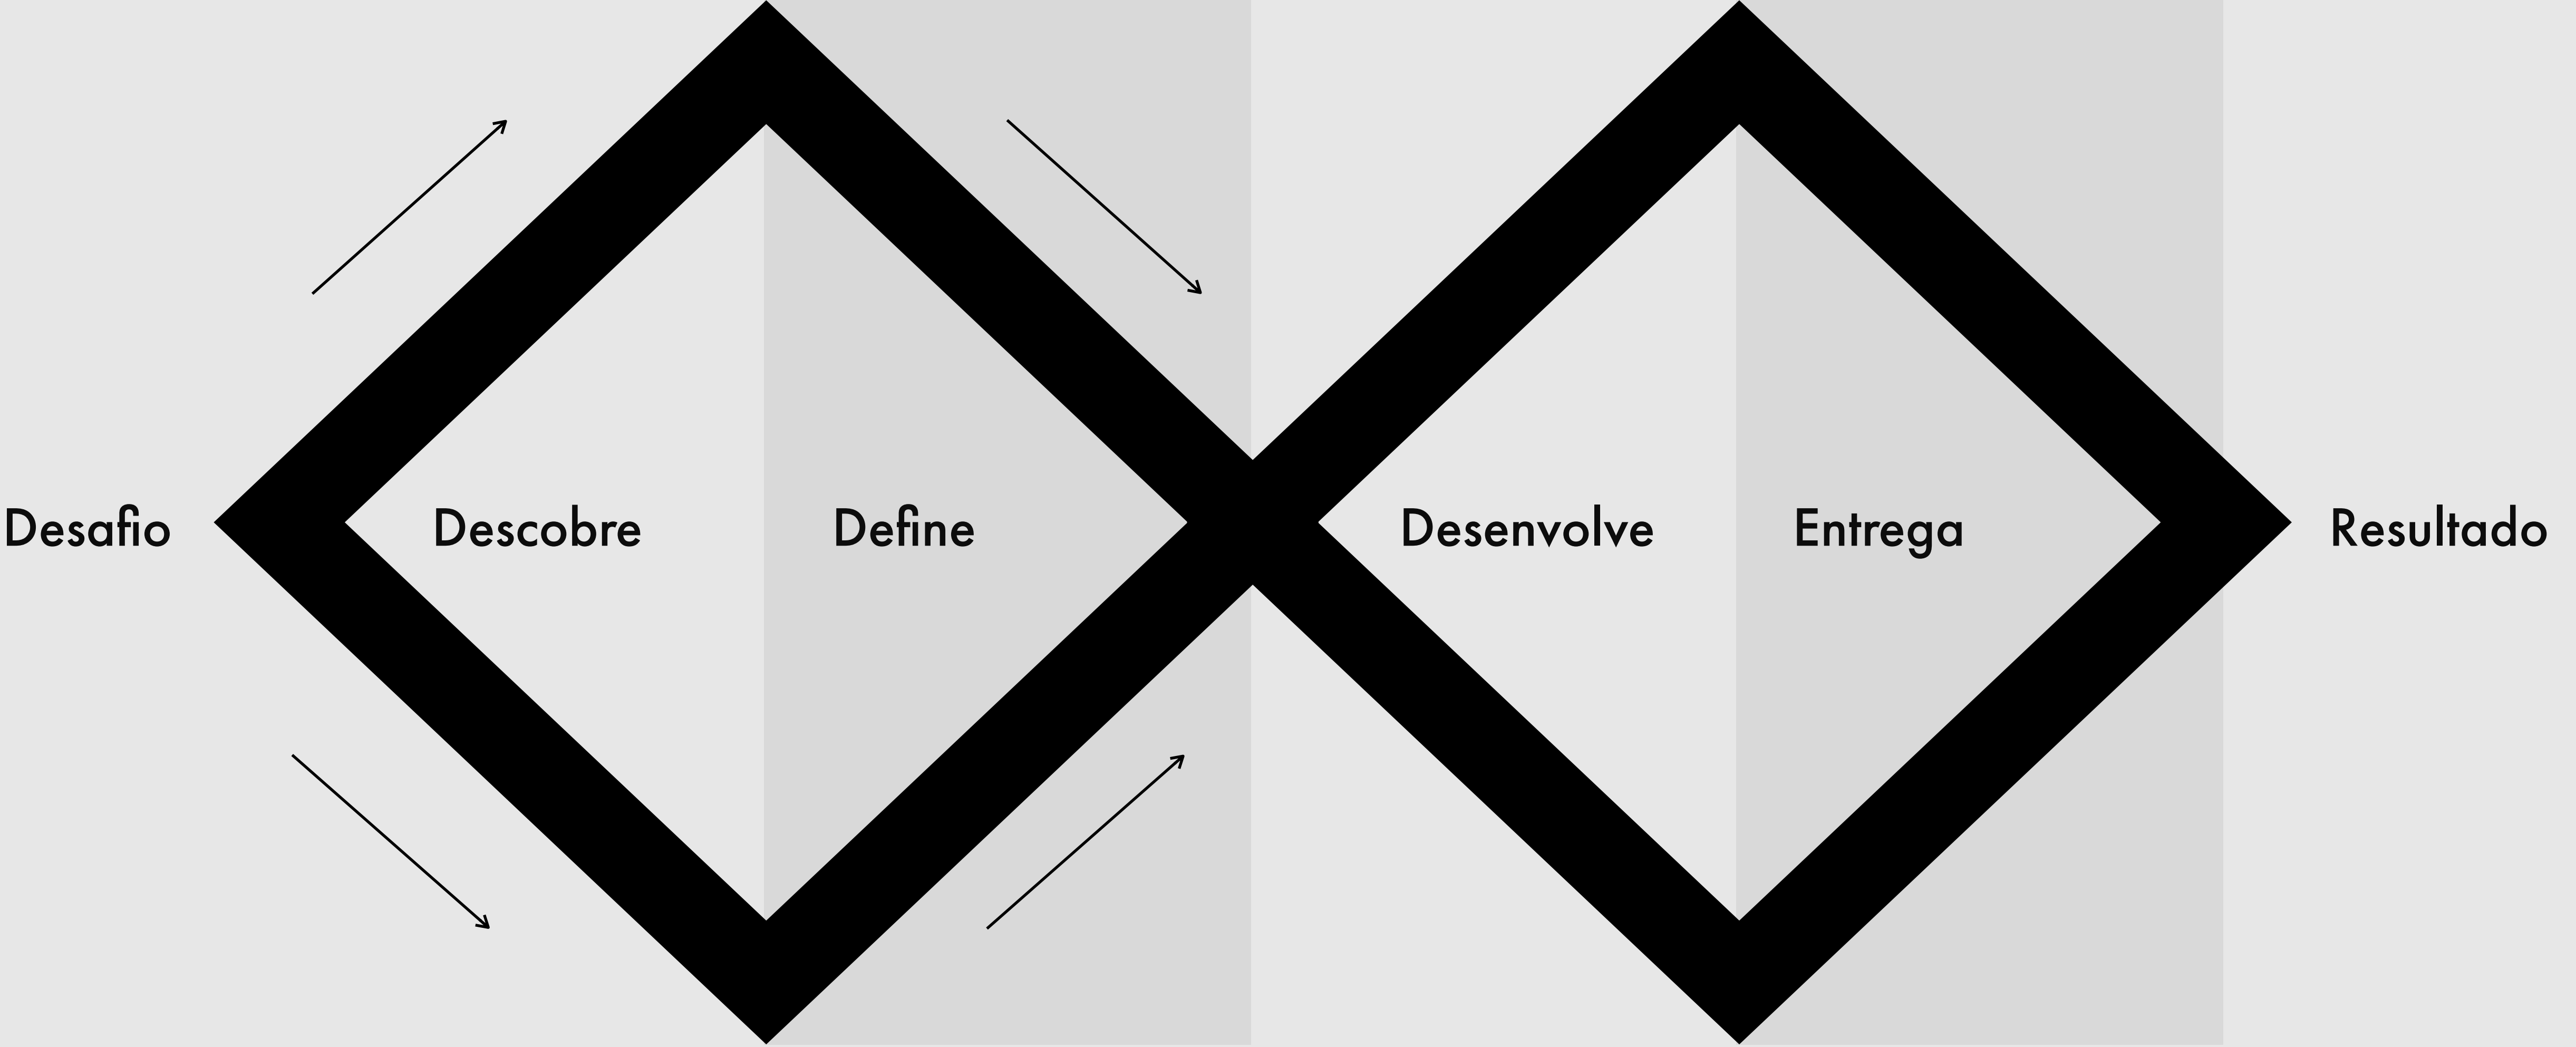 Desafio
Descobre
Define
Desenvolve
Entrega
Resultado